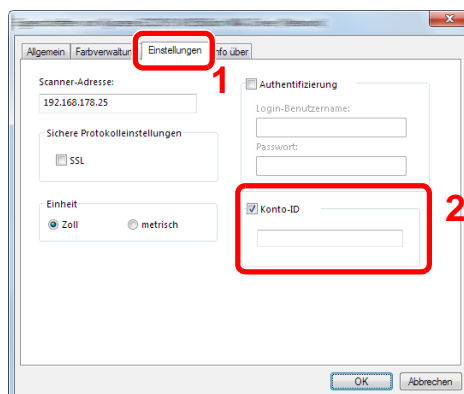 Allgemein Farbverwaltu Einstellungen nfo über
1
Scanner-Adresse:
192.168.178.25
Sichere Protokolleinstellungen
SSL
Einheit
Zoll metrisch
Authentifizierung
Login-Benutzername:
Passwort:
Konto-ID
2
OK Abbrechen